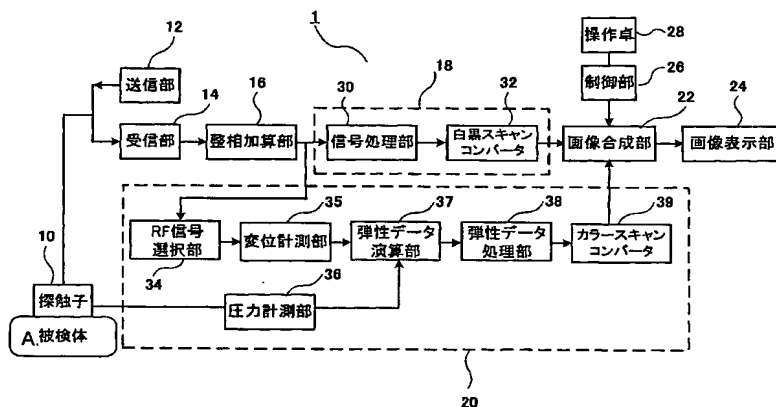 1
12
送信部
14
受信部
16
整相加算部
18
30
信号処理部
32
白黒スキャン
コンバータ
操作卓
28
制御部
26
22
画像合成部
24
画像表示部
RF信号
選択部
34
35
変位計測部
37
弾性データ
演算部
38
弾性データ
処理部
39
カラースキャン
コンバータ
36
圧力計測部
10
探触子
A.被検体
20